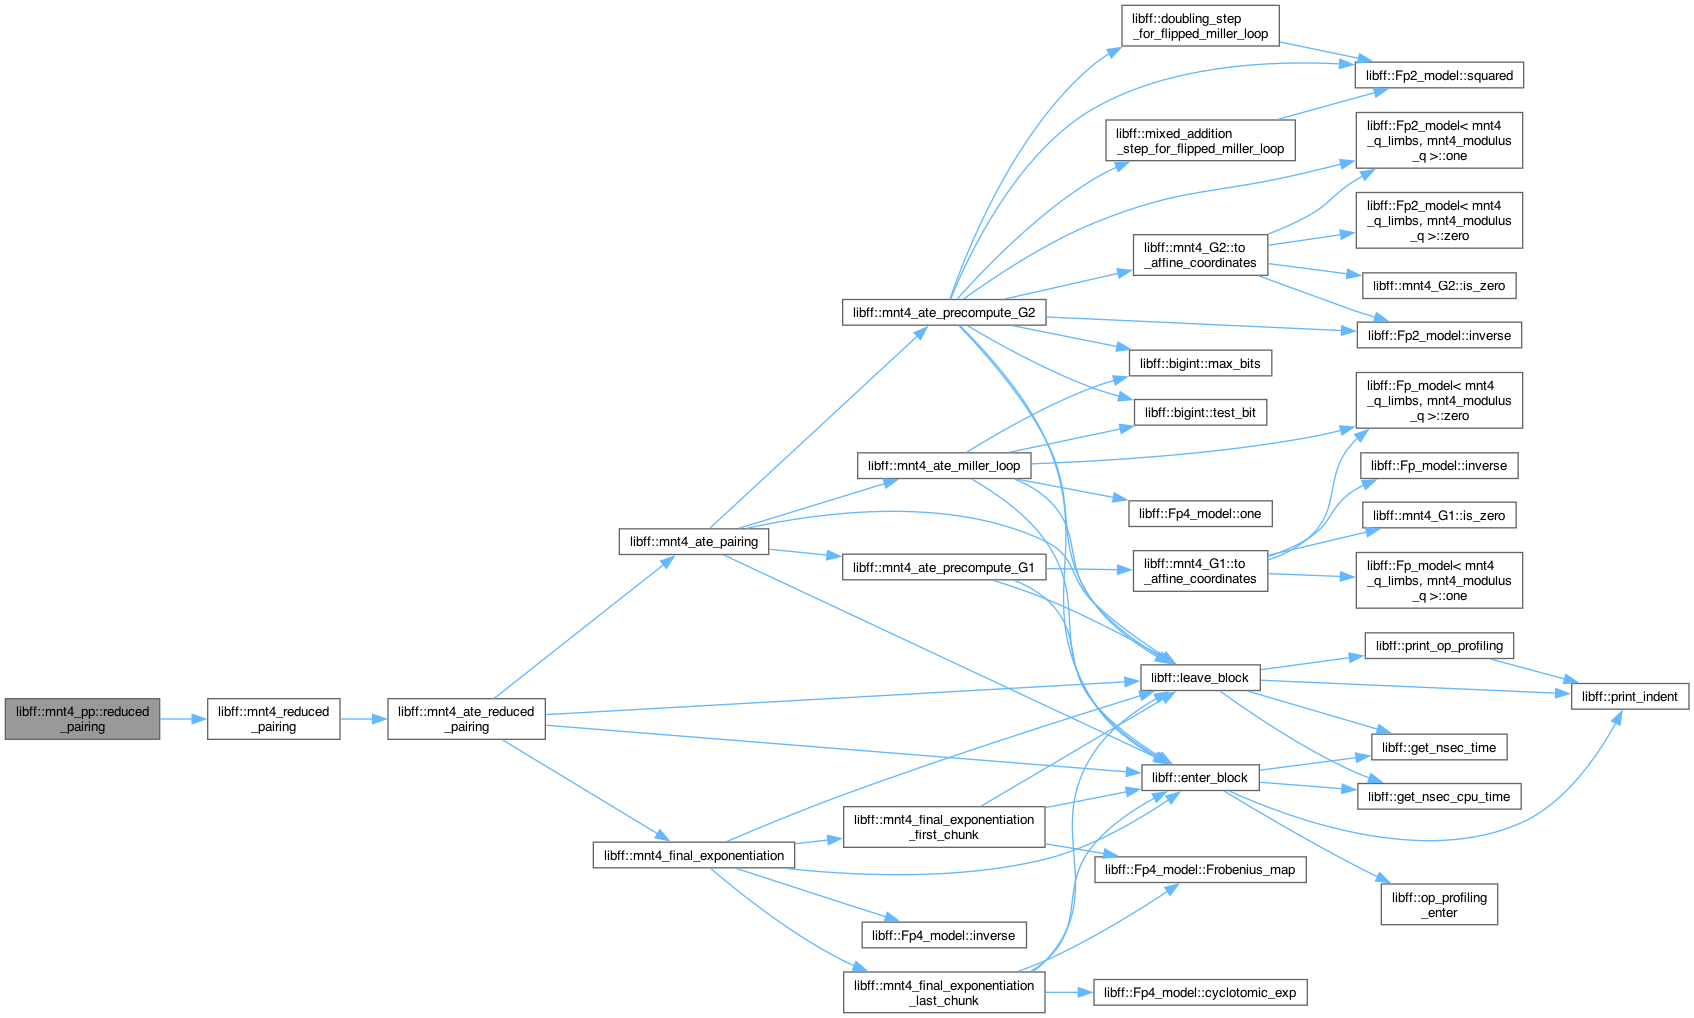 libff::mnt4_pp::reduced
_pairing
libff::mnt4_reduced
_pairing
libff::mnt4_ate_reduced
_pairing
libff::mnt4_ate_pairing
libff::mnt4_final_exponentiation
libff::mnt4_ate_precompute_G2
libff::mnt4_ate_miller_loop
libff::mnt4_ate_precompute_G1
libff::mnt4_final_exponentiation
_first_chunk
libff::Fp4_model::inverse
libff::mnt4_final_exponentiation
_last_chunk
libff::doubling_step
_for_flipped_miller_loop
libff::mixed_addition
_step_for_flipped_miller_loop
libff::mnt4_G2::to
_affine_coordinates
libff::bigint::max_bits
libff::bigint::test_bit
libff::Fp4_model::one
libff::mnt4_G1::to
_affine_coordinates
libff::leave_block
libff::enter_block
libff::Fp4_model::Frobenius_map
libff::Fp4_model::cyclotomic_exp
libff::Fp2_model::squared
libff::Fp2_model< mnt4
_q_limbs, mnt4_modulus
_q >::one
libff::Fp2_model< mnt4
_q_limbs, mnt4_modulus
_q >::zero
libff::mnt4_G2::is_zero
libff::Fp2_model::inverse
libff::Fp_model< mnt4
_q_limbs, mnt4_modulus
_q >::zero
libff::Fp_model::inverse
libff::mnt4_G1::is_zero
libff::Fp_model< mnt4
_q_limbs, mnt4_modulus
_q >::one
libff::print_op_profiling
libff::get_nsec_time
libff::get_nsec_cpu_time
libff::op_profiling
_enter
libff::print_indent